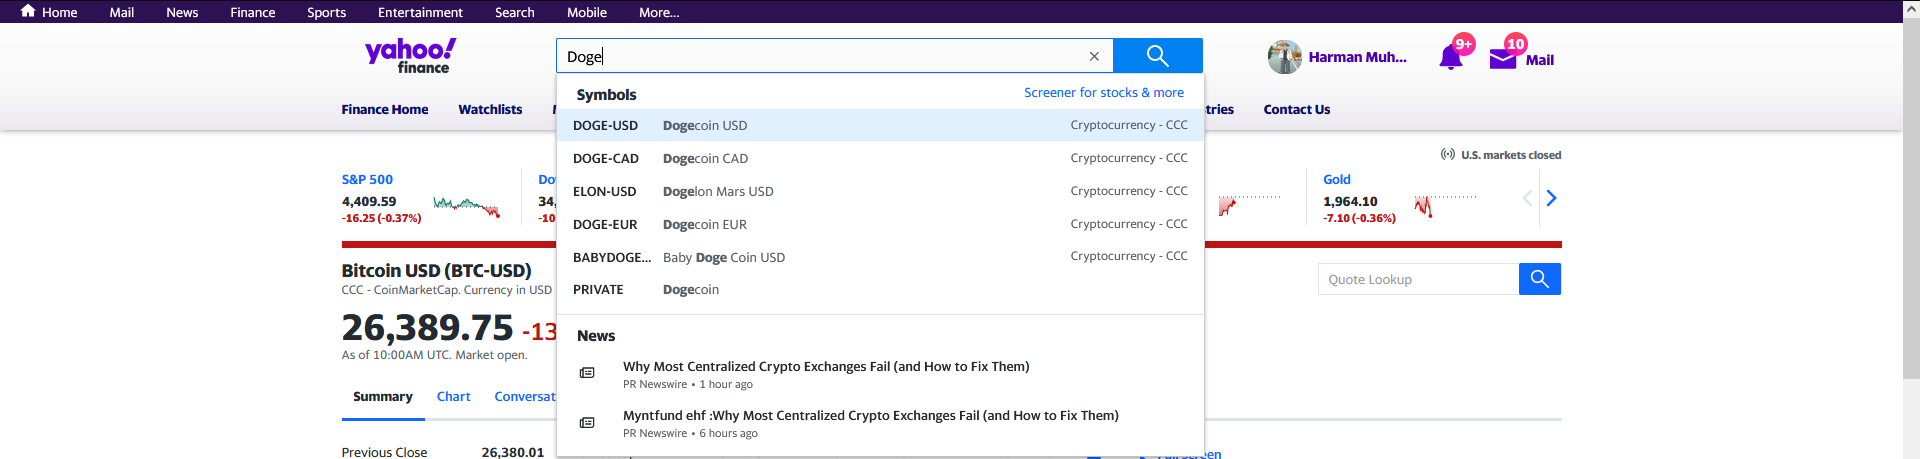 Home Mail News Finance Sports Entertainment Search Mobile More...
yahoo!
finance
Doge
Harman Muh...
9+
10
Mail
Finance Home Watchlists
Contact Us
Symbols
Screener for stocks & more
DOGE-USD Dogecoin USD Cryptocurrency - CCC
DOGE-CAD Dogecoin CAD Cryptocurrency - CCC
ELON-USD Dogelon Mars USD Cryptocurrency - CCC
DOGE-EUR Dogecoin EUR Cryptocurrency - CCC
BABYDOGE... Baby Doge Coin USD Cryptocurrency - CCC
PRIVATE Dogecoin
News
Why Most Centralized Crypto Exchanges Fail (and How to Fix Them)
PR Newswire • 1 hour ago
Myntfund ehf :Why Most Centralized Crypto Exchanges Fail (and How to Fix Them)
PR Newswire • 6 hours ago
U.S. markets closed
S&P 500
4,409.59
-16.25 (-0.37%)
Do
34,
-10
Gold
1,964.10
-7.10 (-0.36%)
Bitcoin USD (BTC-USD)
CCC - CoinMarketCap. Currency in USD
Quote Lookup
26,389.75 -13
As of 10:00AM UTC. Market open.
Summary Chart Conversat
Previous Close 26,380.01